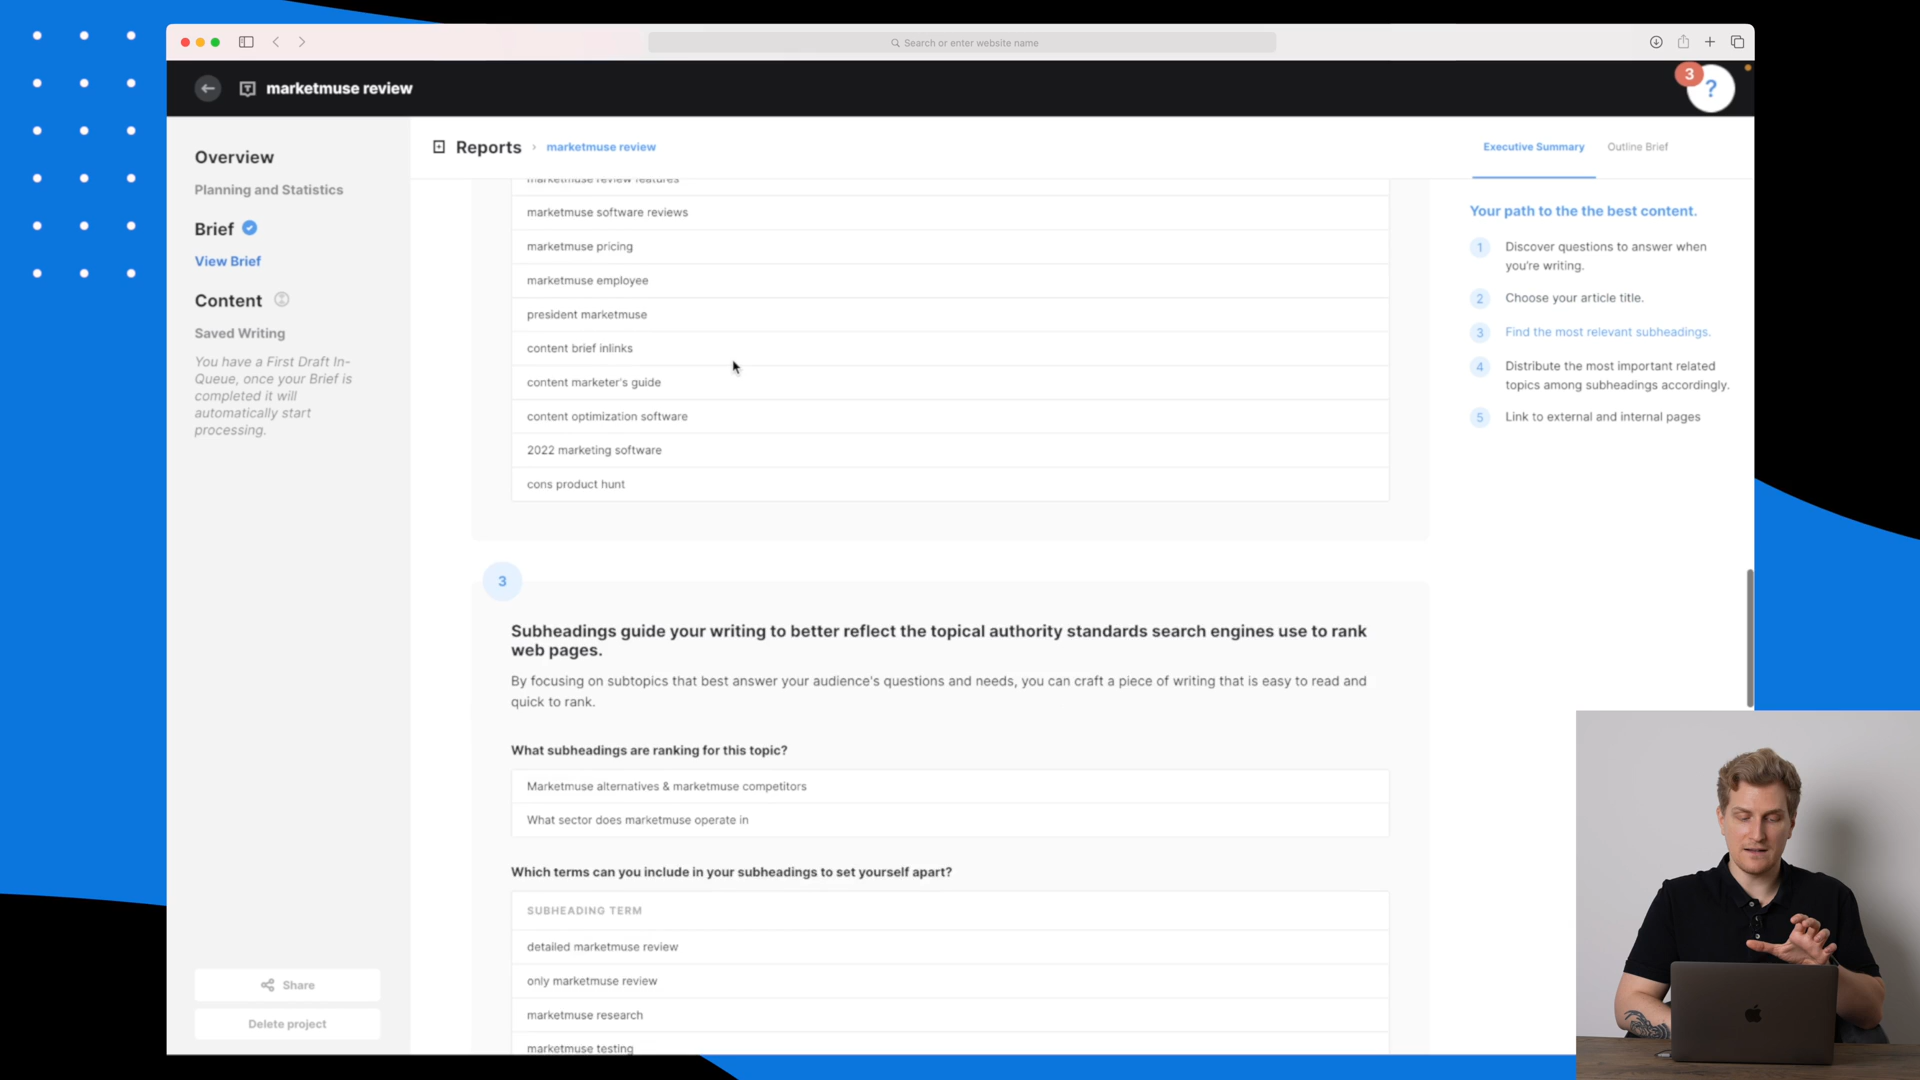 Search or enter website name
marketmuse review
3
?
Overview
Planning and Statistics
Brief
View Brief
Content
Saved Writing
You have a First Draft In-
Queue, once your Brief is
completed it will
automatically start
processing.
Share
Delete project
Reports › marketmuse review
Executive Summary
Outline Brief
marketmuse review features
marketmuse software reviews
marketmuse pricing
marketmuse employee
president marketmuse
content brief inlinks
content marketer's guide
content optimization software
2022 marketing software
cons product hunt
3
Subheadings guide your writing to better reflect the topical authority standards search engines use to rank
web pages.
By focusing on subtopics that best answer your audience's questions and needs, you can craft a piece of writing that is easy to read and
quick to rank.
What subheadings are ranking for this topic?
Marketmuse alternatives & marketmuse competitors
What sector does marketmuse operate in
Which terms can you include in your subheadings to set yourself apart?
SUBHEADING TERM
detailed marketmuse review
only marketmuse review
marketmuse research
marketmuse testing
Your path to the the best content.
1 Discover questions to answer when
you're writing.
2 Choose your article title.
3 Find the most relevant subheadings.
4 Distribute the most important related
topics among subheadings accordingly.
5 Link to external and internal pages